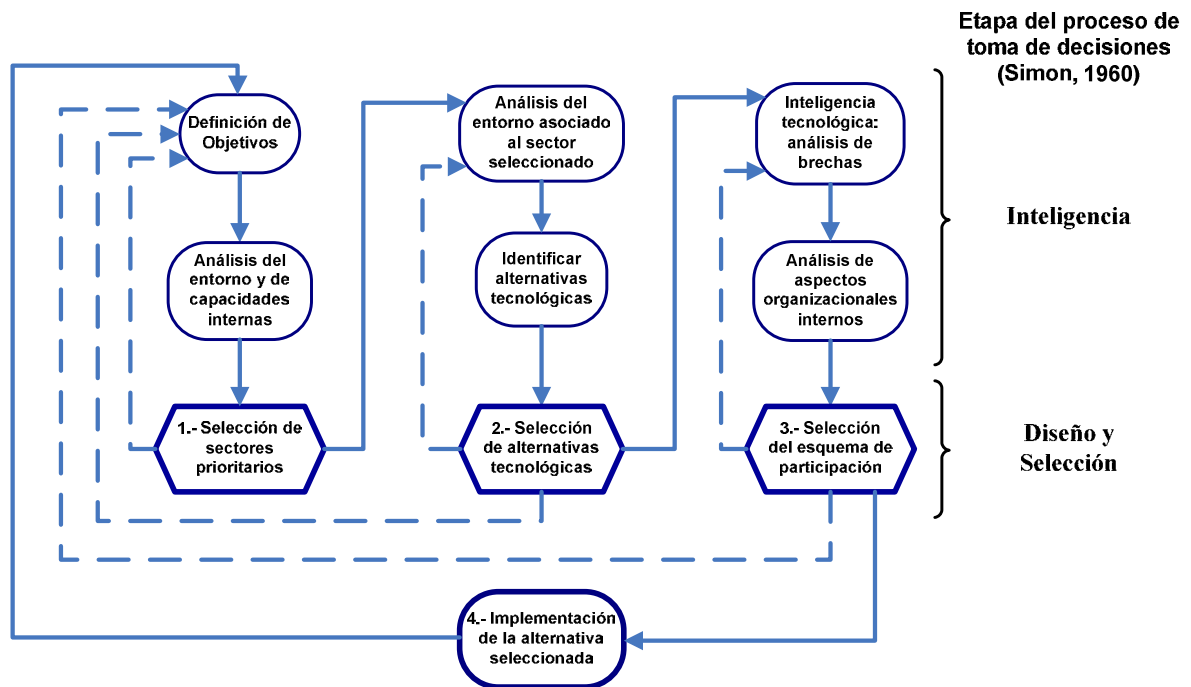 Etapa del proceso de
toma de decisiones
(Simon, 1960)
Definición de
Objetivos
Análisis del
entorno y de
capacidades
internas
1.- Selección de
sectores
prioritarios
Análisis del
entorno asociado
al sector
seleccionado
Identificar
alternativas
tecnológicas
2.- Selección
de alternativas
tecnológicas
Inteligencia
tecnológica:
análisis de
brechas
Análisis de
aspectos
organizacionales
internos
3.- Selección
del esquema de
participación
Inteligencia
Diseño y
Selección
4.- Implementación
de la alternativa
seleccionada